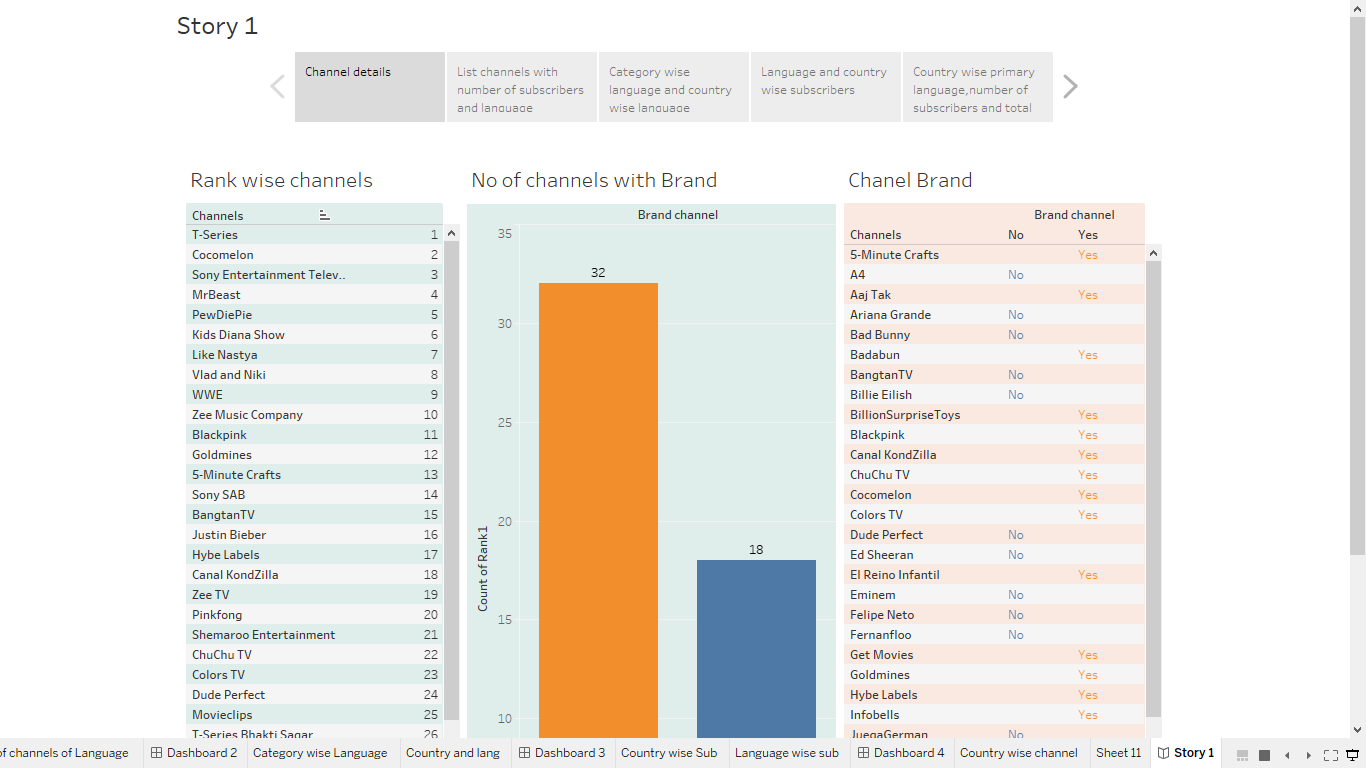 Story 1
Channel details
List channels with
number of subscribers
and language
Category wise
language and country
wise language
Language and country
wise subscribers
Country wise primary
language,number of
subscribers and total
Rank wise channels
Channels
T-Series 1
Cocomelon 2
Sony Entertainment Telev.. 3
MrBeast 4
PewDiePie 5
Kids Diana Show 6
Like Nastya 7
Vlad and Niki 8
WWE 9
Zee Music Company 10
Blackpink 11
Goldmines 12
5-Minute Crafts 13
Sony SAB 14
BangtanTV 15
Justin Bieber 16
Hybe Labels 17
Canal KondZilla 18
Zee TV 19
Pinkfong 20
Shemaroo Entertainment 21
ChuChu TV 22
Colors TV 23
Dude Perfect 24
Movieclips 25
T-Series Bhakti Sagar 26
No of channels with Brand
Brand channel
35
32
30
25
20
18
15
10
Count of Rank1
Chanel Brand
Brand channel
Channels No Yes
5-Minute Crafts Yes
A4 No
Aaj Tak Yes
Ariana Grande No
Bad Bunny No
Badabun Yes
BangtanTV No
Billie Eilish No
BillionSurpriseToys Yes
Blackpink Yes
Canal KondZilla Yes
ChuChu TV Yes
Cocomelon Yes
Colors TV Yes
Dude Perfect No
Ed Sheeran No
El Reino Infantil Yes
Eminem No
Felipe Neto No
Fernanfloo No
Get Movies Yes
Goldmines Yes
Hybe Labels Yes
Infobells Yes
JuegaGerman No
of channels of Language Dashboard 2 Category wise Language Country and lang Dashboard 3 Country wise Sub Language wise sub Dashboard 4 Country wise channel Sheet 11 Story 1